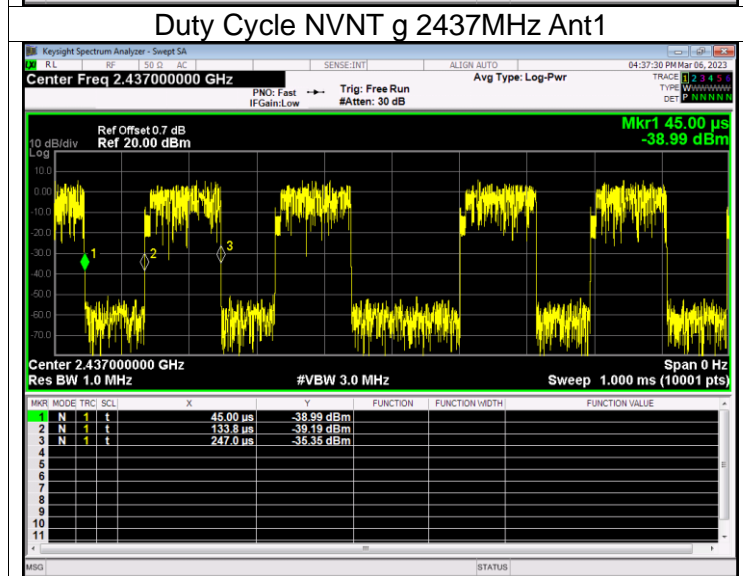 Duty Cycle NVNT g 2437MHz Ant1
Keysight Spectrum Analyzer - Swept SA
RL RF 50 Ω AC SENSE:INT ALIGN AUTO 04:37:30 PM Mar 06, 2023
Center Freq 2.437000000 GHz Avg Type: Log-Pwr TRACE 1 2 3 4 5 6
PNO: Fast Trig: Free Run TYPE WWWWWW
IFGain:Low #Atten: 30 dB DET P N N N N N
Mkr1 45.00 µs
Ref Offset 0.7 dB
10 dB/div Ref 20.00 dBm -38.99 dBm
Log
10.0
0.00
-10.0
-20.0
-30.0
-40.0
-50.0
-60.0
-70.0
1
2
3
Center 2.437000000 GHz Span 0 Hz
Res BW 1.0 MHz #VBW 3.0 MHz Sweep 1.000 ms (10001 pts)
MKR MODE TRC SCL X Y FUNCTION FUNCTION WIDTH FUNCTION VALUE
1 N 1 t 45.00 µs -38.99 dBm
2 N 1 t 133.8 µs -39.19 dBm
3 N 1 t 247.0 µs -35.35 dBm
4
5
6
7
8
9
10
11
MSG STATUS